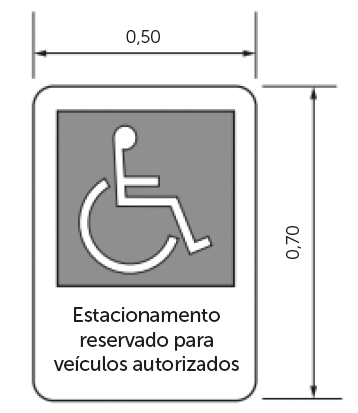 0,50
0,70
Estacionamento
reservado para
veículos autorizados